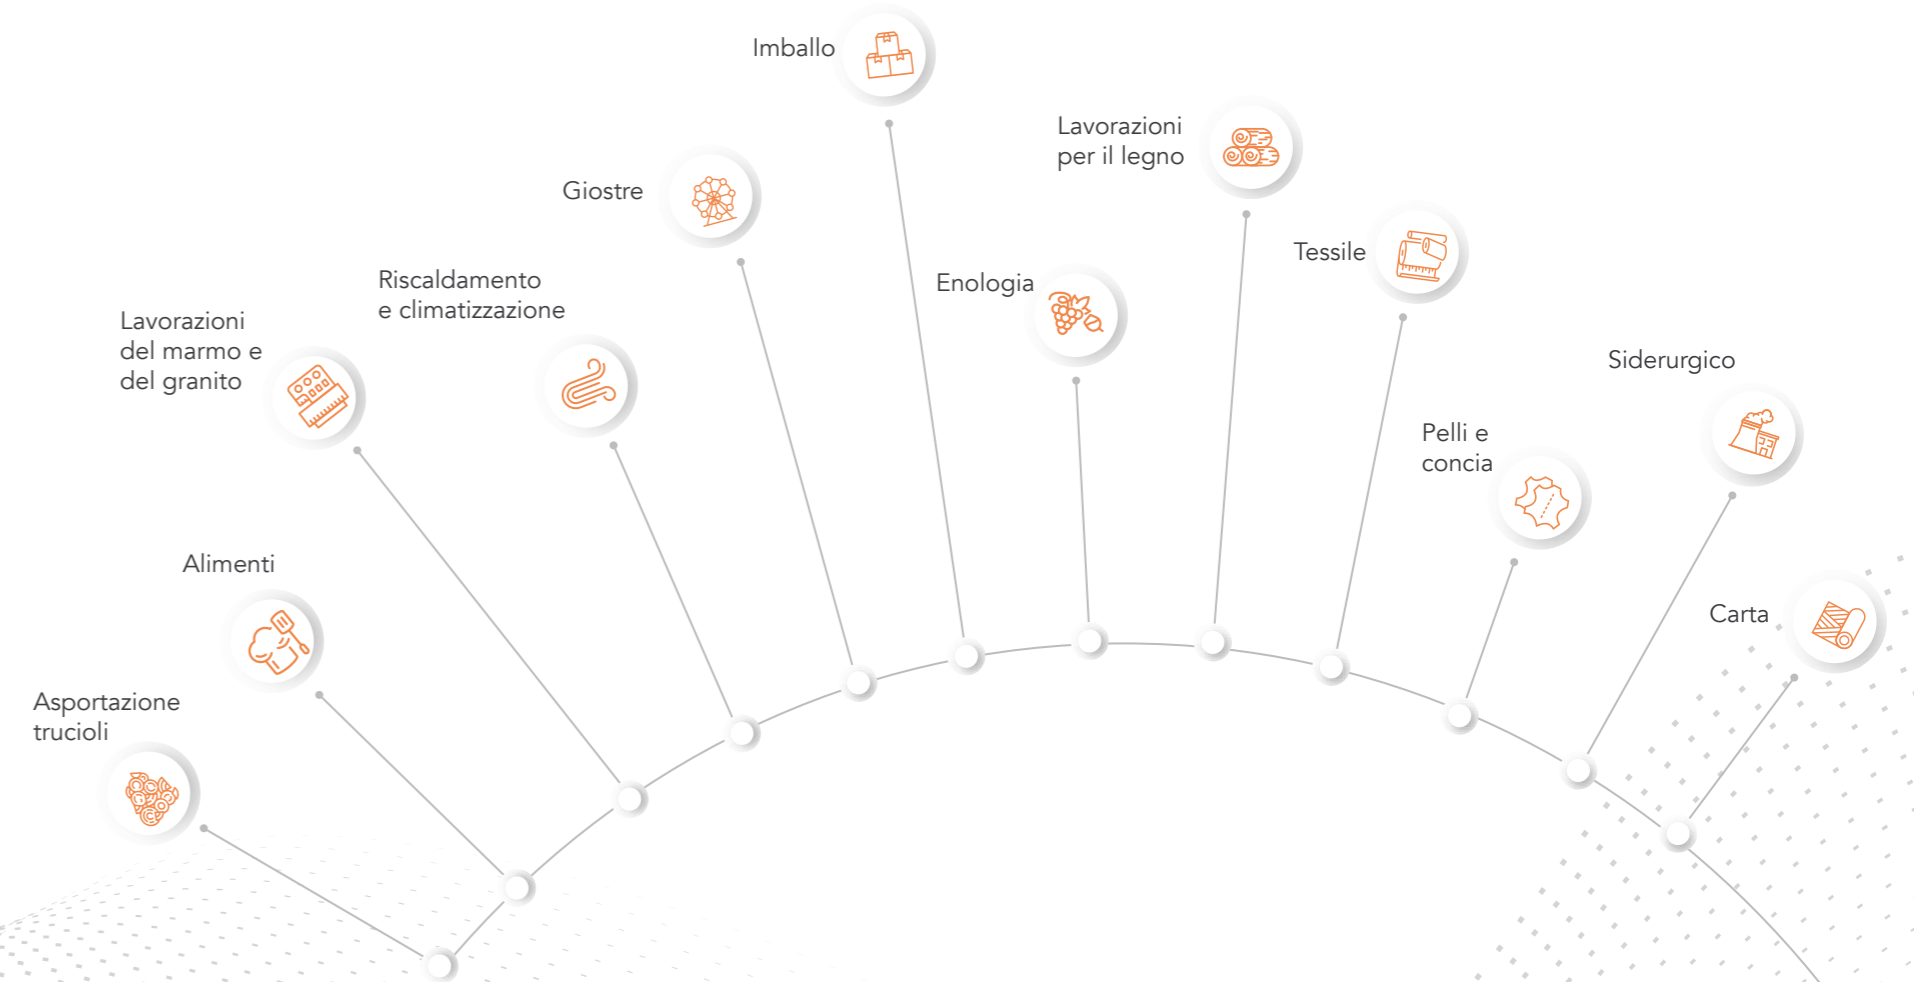 Asportazione
trucioli
Alimenti
Lavorazioni
del marmo e
del granito
Riscaldamento
e climatizzazione
Giostre
Imballo
Enologia
Lavorazioni
per il legno
Tessile
Pelli e
concia
Siderurgico
Carta